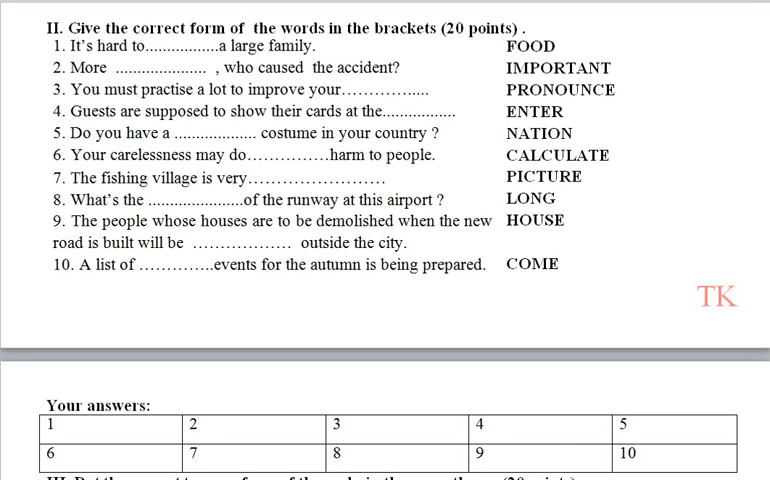 II. Give the correct form of the words in the brackets (20 points) .
1. It's hard to.................a large family. FOOD
2. More ..................... , who caused the accident? IMPORTANT
3. You must practise a lot to improve your…………..... PRONOUNCE
4. Guests are supposed to show their cards at the................. ENTER
5. Do you have a ................... costume in your country ? NATION
6. Your carelessness may do……………harm to people. CALCULATE
7. The fishing village is very……………………… PICTURE
8. What's the ......................of the runway at this airport ? LONG
9. The people whose houses are to be demolished when the new HOUSE
road is built will be ……………… outside the city.
10. A list of …………..events for the autumn is being prepared. COME
TK
Your answers:
1 2 3 4 5
6 7 8 9 10